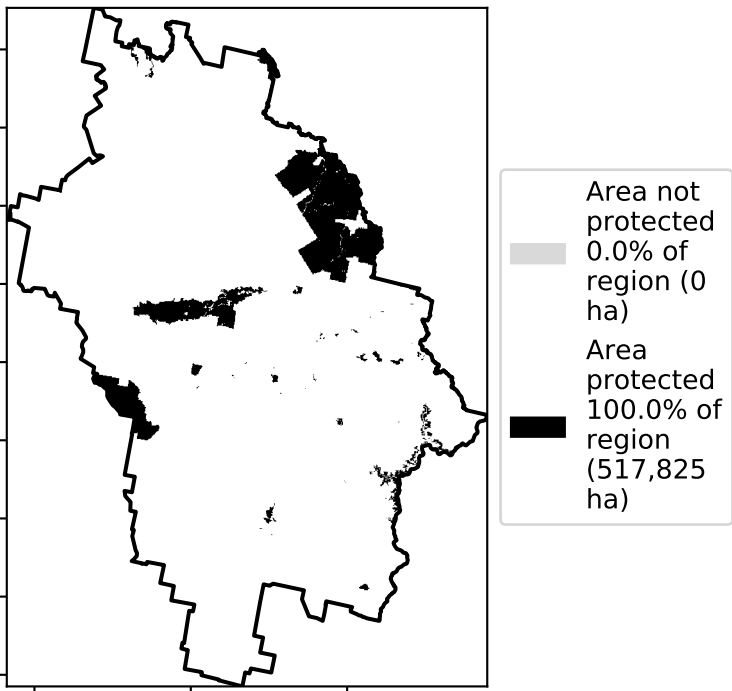 Area not
protected
0.0% of
region (0
ha)
Area
protected
100.0% of
region
(517,825
ha)